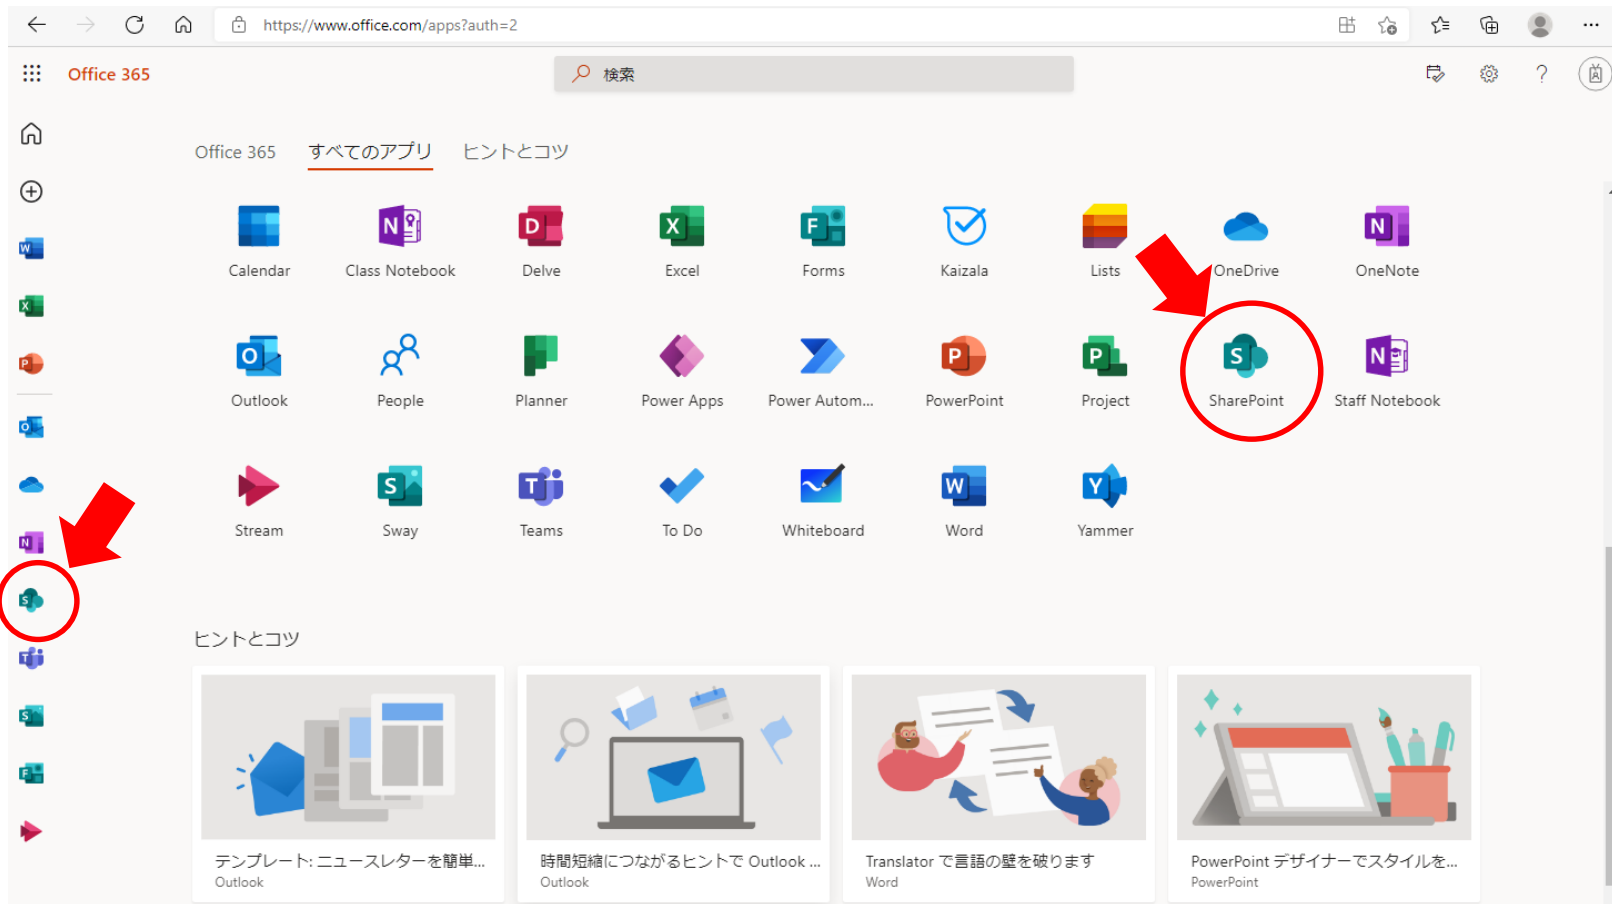 https://www.office.com/apps?auth=2
Office 365
検索
Office 365 すべてのアプリ ヒントとコツ
Calendar Class Notebook Delve Excel Forms Kaizala Lists OneDrive OneNote
Outlook People Planner Power Apps Power Autom... PowerPoint Project SharePoint Staff Notebook
Stream Sway Teams To Do Whiteboard Word Yammer
ヒントとコツ
テンプレート: ニュースレターを簡単... 時間短縮につながるヒントで Outlook ... Translator で言語の壁を破ります PowerPoint デザイナーでスタイルを...
Outlook Outlook Word PowerPoint